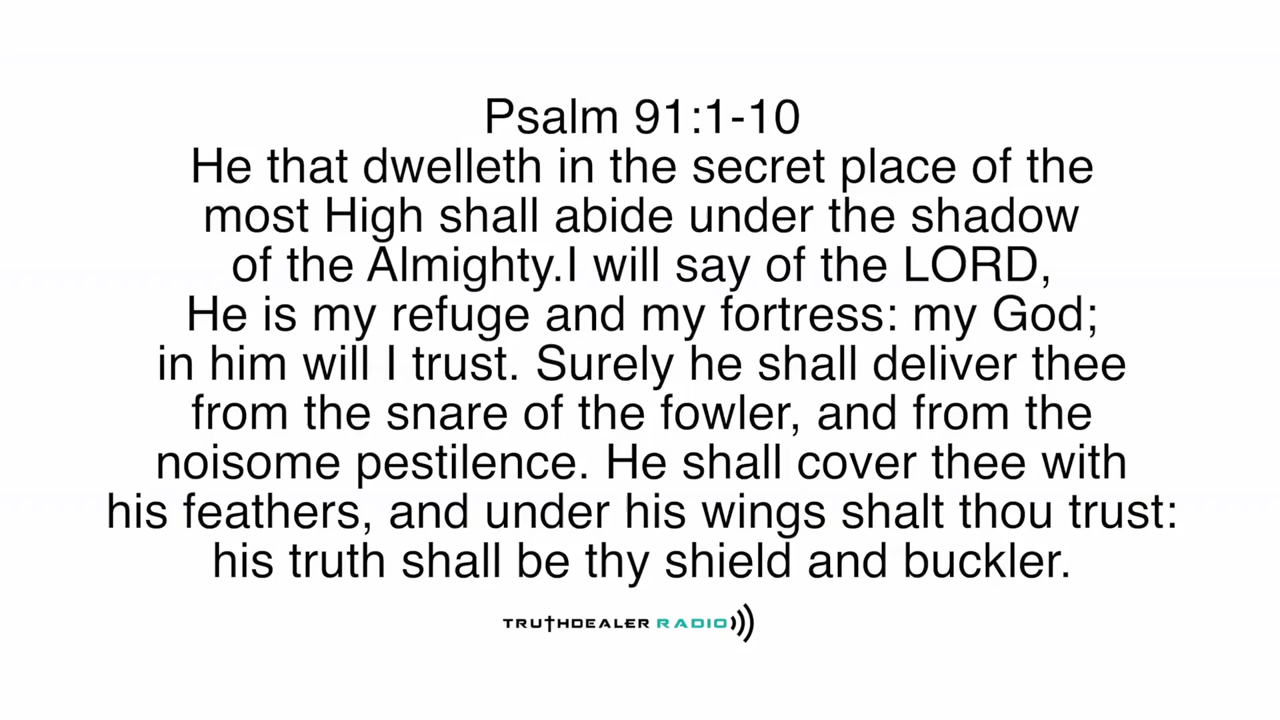 Psalm 91:1-10
He that dwelleth in the secret place of the
most High shall abide under the shadow
of the Almighty.I will say of the LORD,
He is my refuge and my fortress: my God;
in him will I trust. Surely he shall deliver thee
from the snare of the fowler, and from the
noisome pestilence. He shall cover thee with
his feathers, and under his wings shalt thou trust:
his truth shall be thy shield and buckler.
TRUTHDEALER RADIO